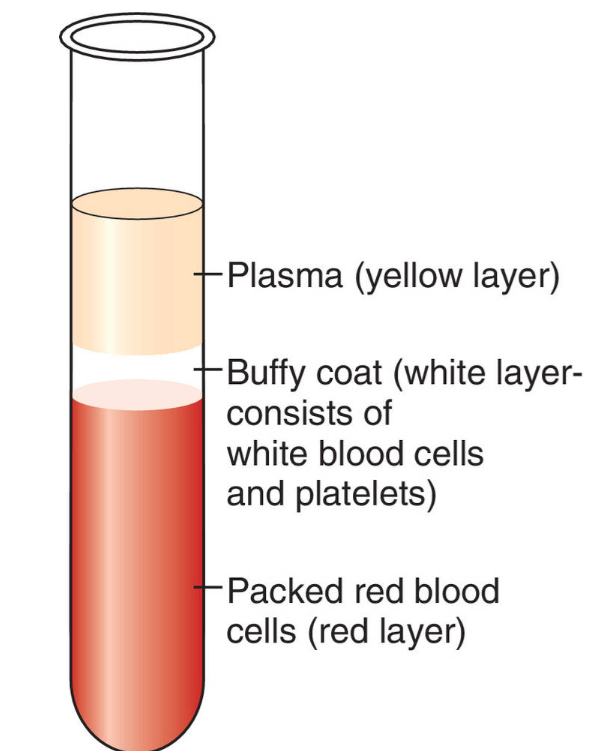 Plasma (yellow layer)
Buffy coat (white layer-
consists of
white blood cells
and platelets)
Packed red blood
cells (red layer)